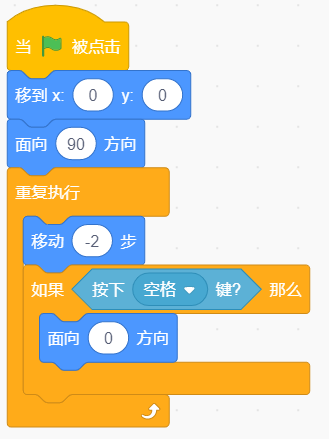 当 被点击
移到 x: 0 y: 0
面向 90 方向
重复执行
移动 -2 步
如果 按下 空格 键? 那么
面向 0 方向